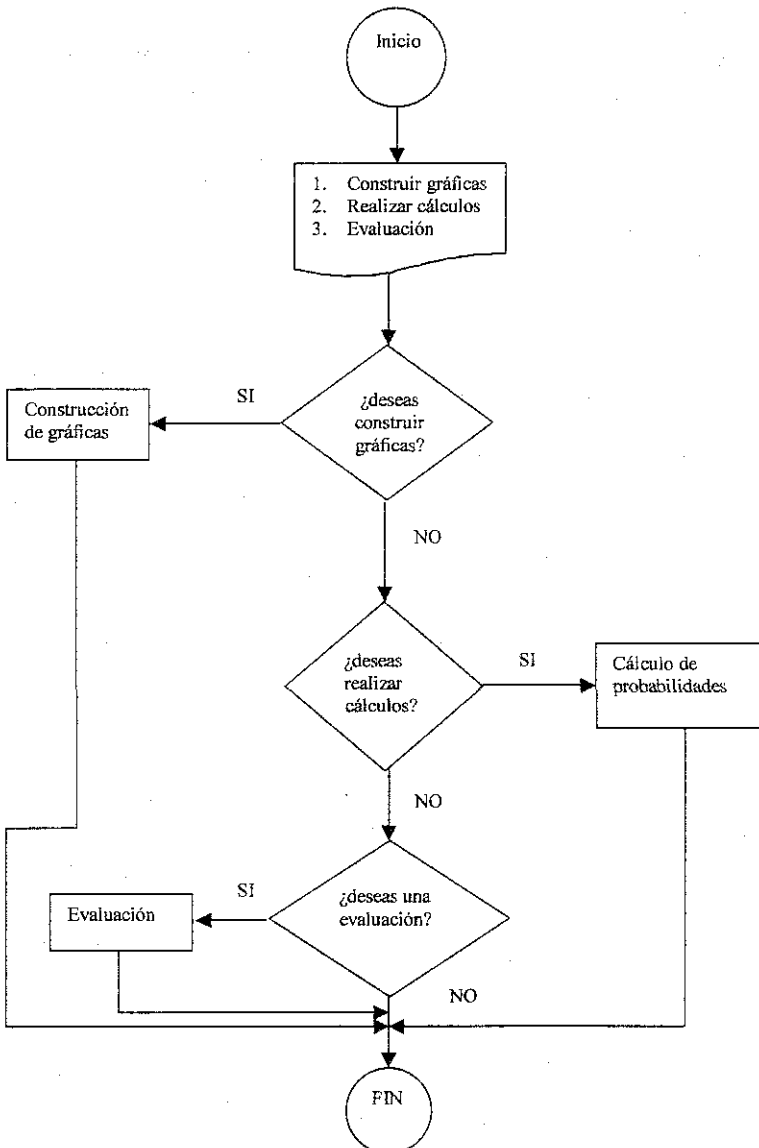 Inicio
1. Construir gráficas
2. Realizar cálculos
3. Evaluación
¿deseas
construir
gráficas?
SI
Construcción
de gráficas
NO
¿deseas
realizar
cálculos?
SI
Cálculo de
probabilidades
NO
¿deseas una
evaluación?
SI
Evaluación
NO
FIN